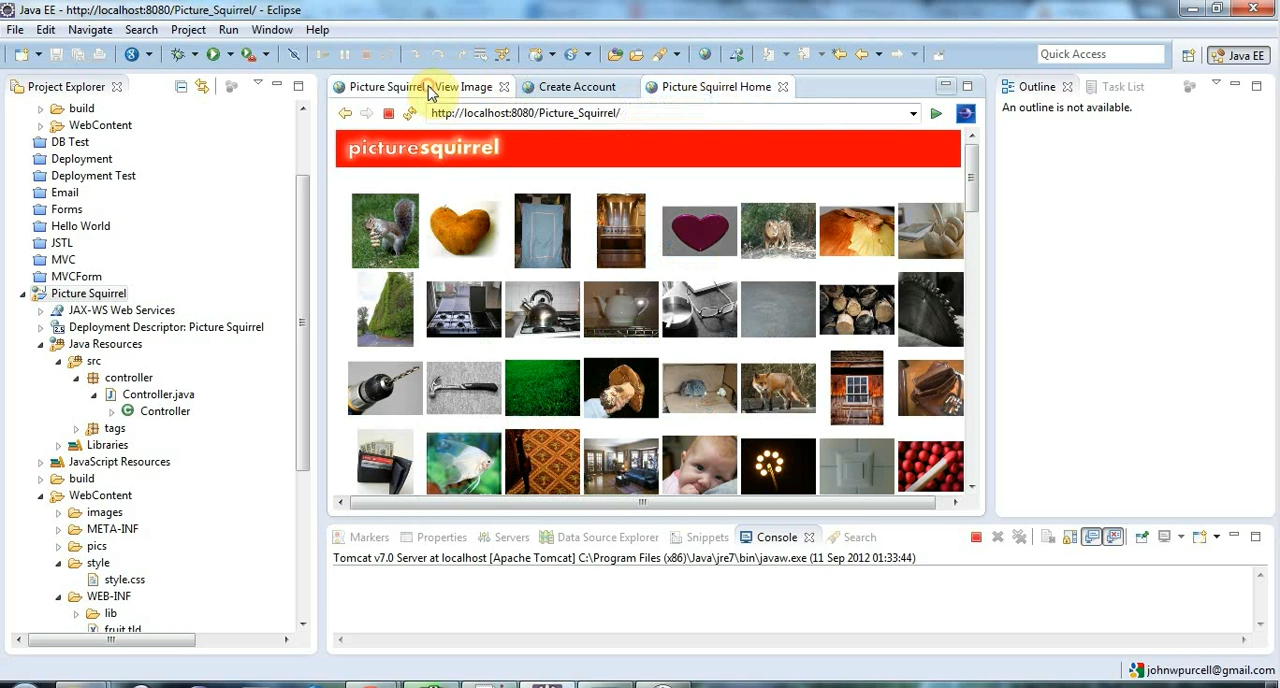 Java EE - http://localhost:8080/Picture_Squirrel/ - Eclipse
File Edit Navigate Search Project Run Window Help
Quick Access
Java EE
Project Explorer
Picture Squirrel View Image
Create Account
Picture Squirrel Home
Outline
Task List
http://localhost:8080/Picture_Squirrel/
An outline is not available.
picturesquirrel
build
WebContent
DB Test
Deployment
Deployment Test
Email
Forms
Hello World
JSTL
MVC
MVCForm
Picture Squirrel
JAX-WS Web Services
Deployment Descriptor: Picture Squirrel
Java Resources
src
controller
Controller.java
Controller
tags
Libraries
JavaScript Resources
build
WebContent
images
META-INF
pics
style
style.css
WEB-INF
lib
fruit.tld
Markers
Properties
Servers
Data Source Explorer
Snippets
Console
Search
Tomcat v7.0 Server at localhost [Apache Tomcat] C:\Program Files (x86)\Java\jre7\bin\javaw.exe (11 Sep 2012 01:33:44)
johnwpurcell@gmail.com